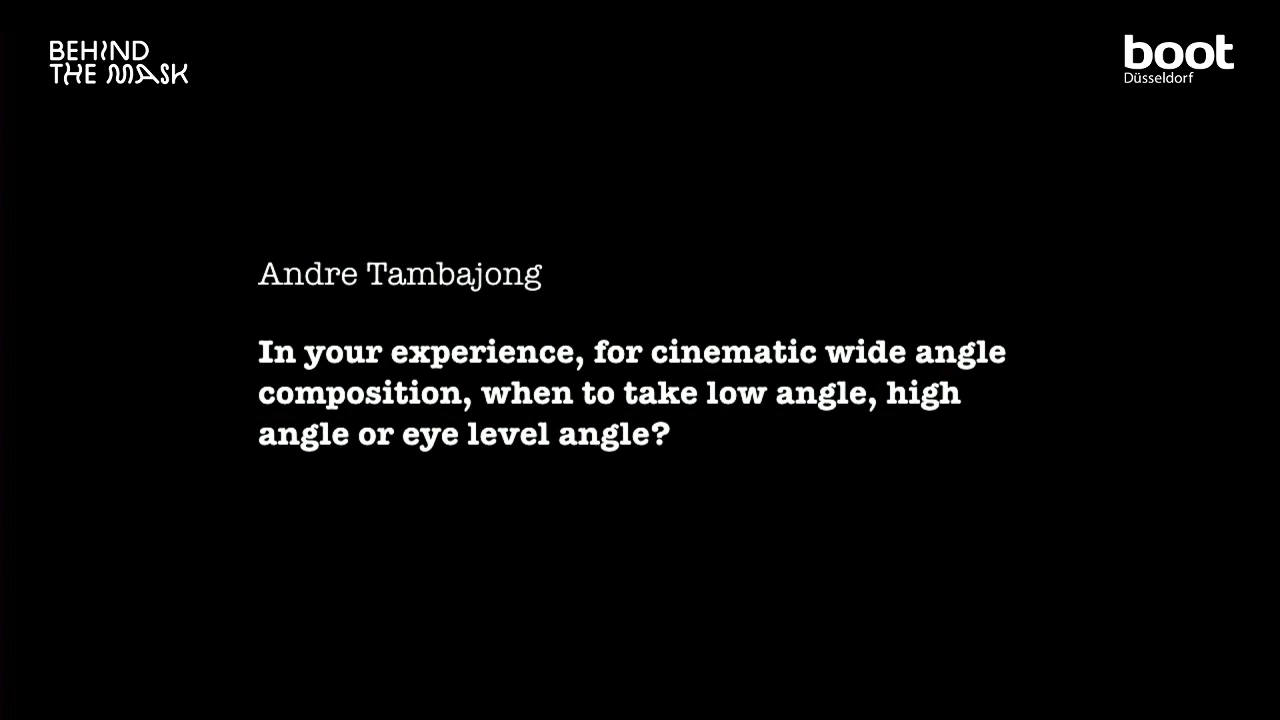 BEHIND
THE MASK
boot
Düsseldorf
Andre Tambajong
In your experience, for cinematic wide angle
composition, when to take low angle, high
angle or eye level angle?